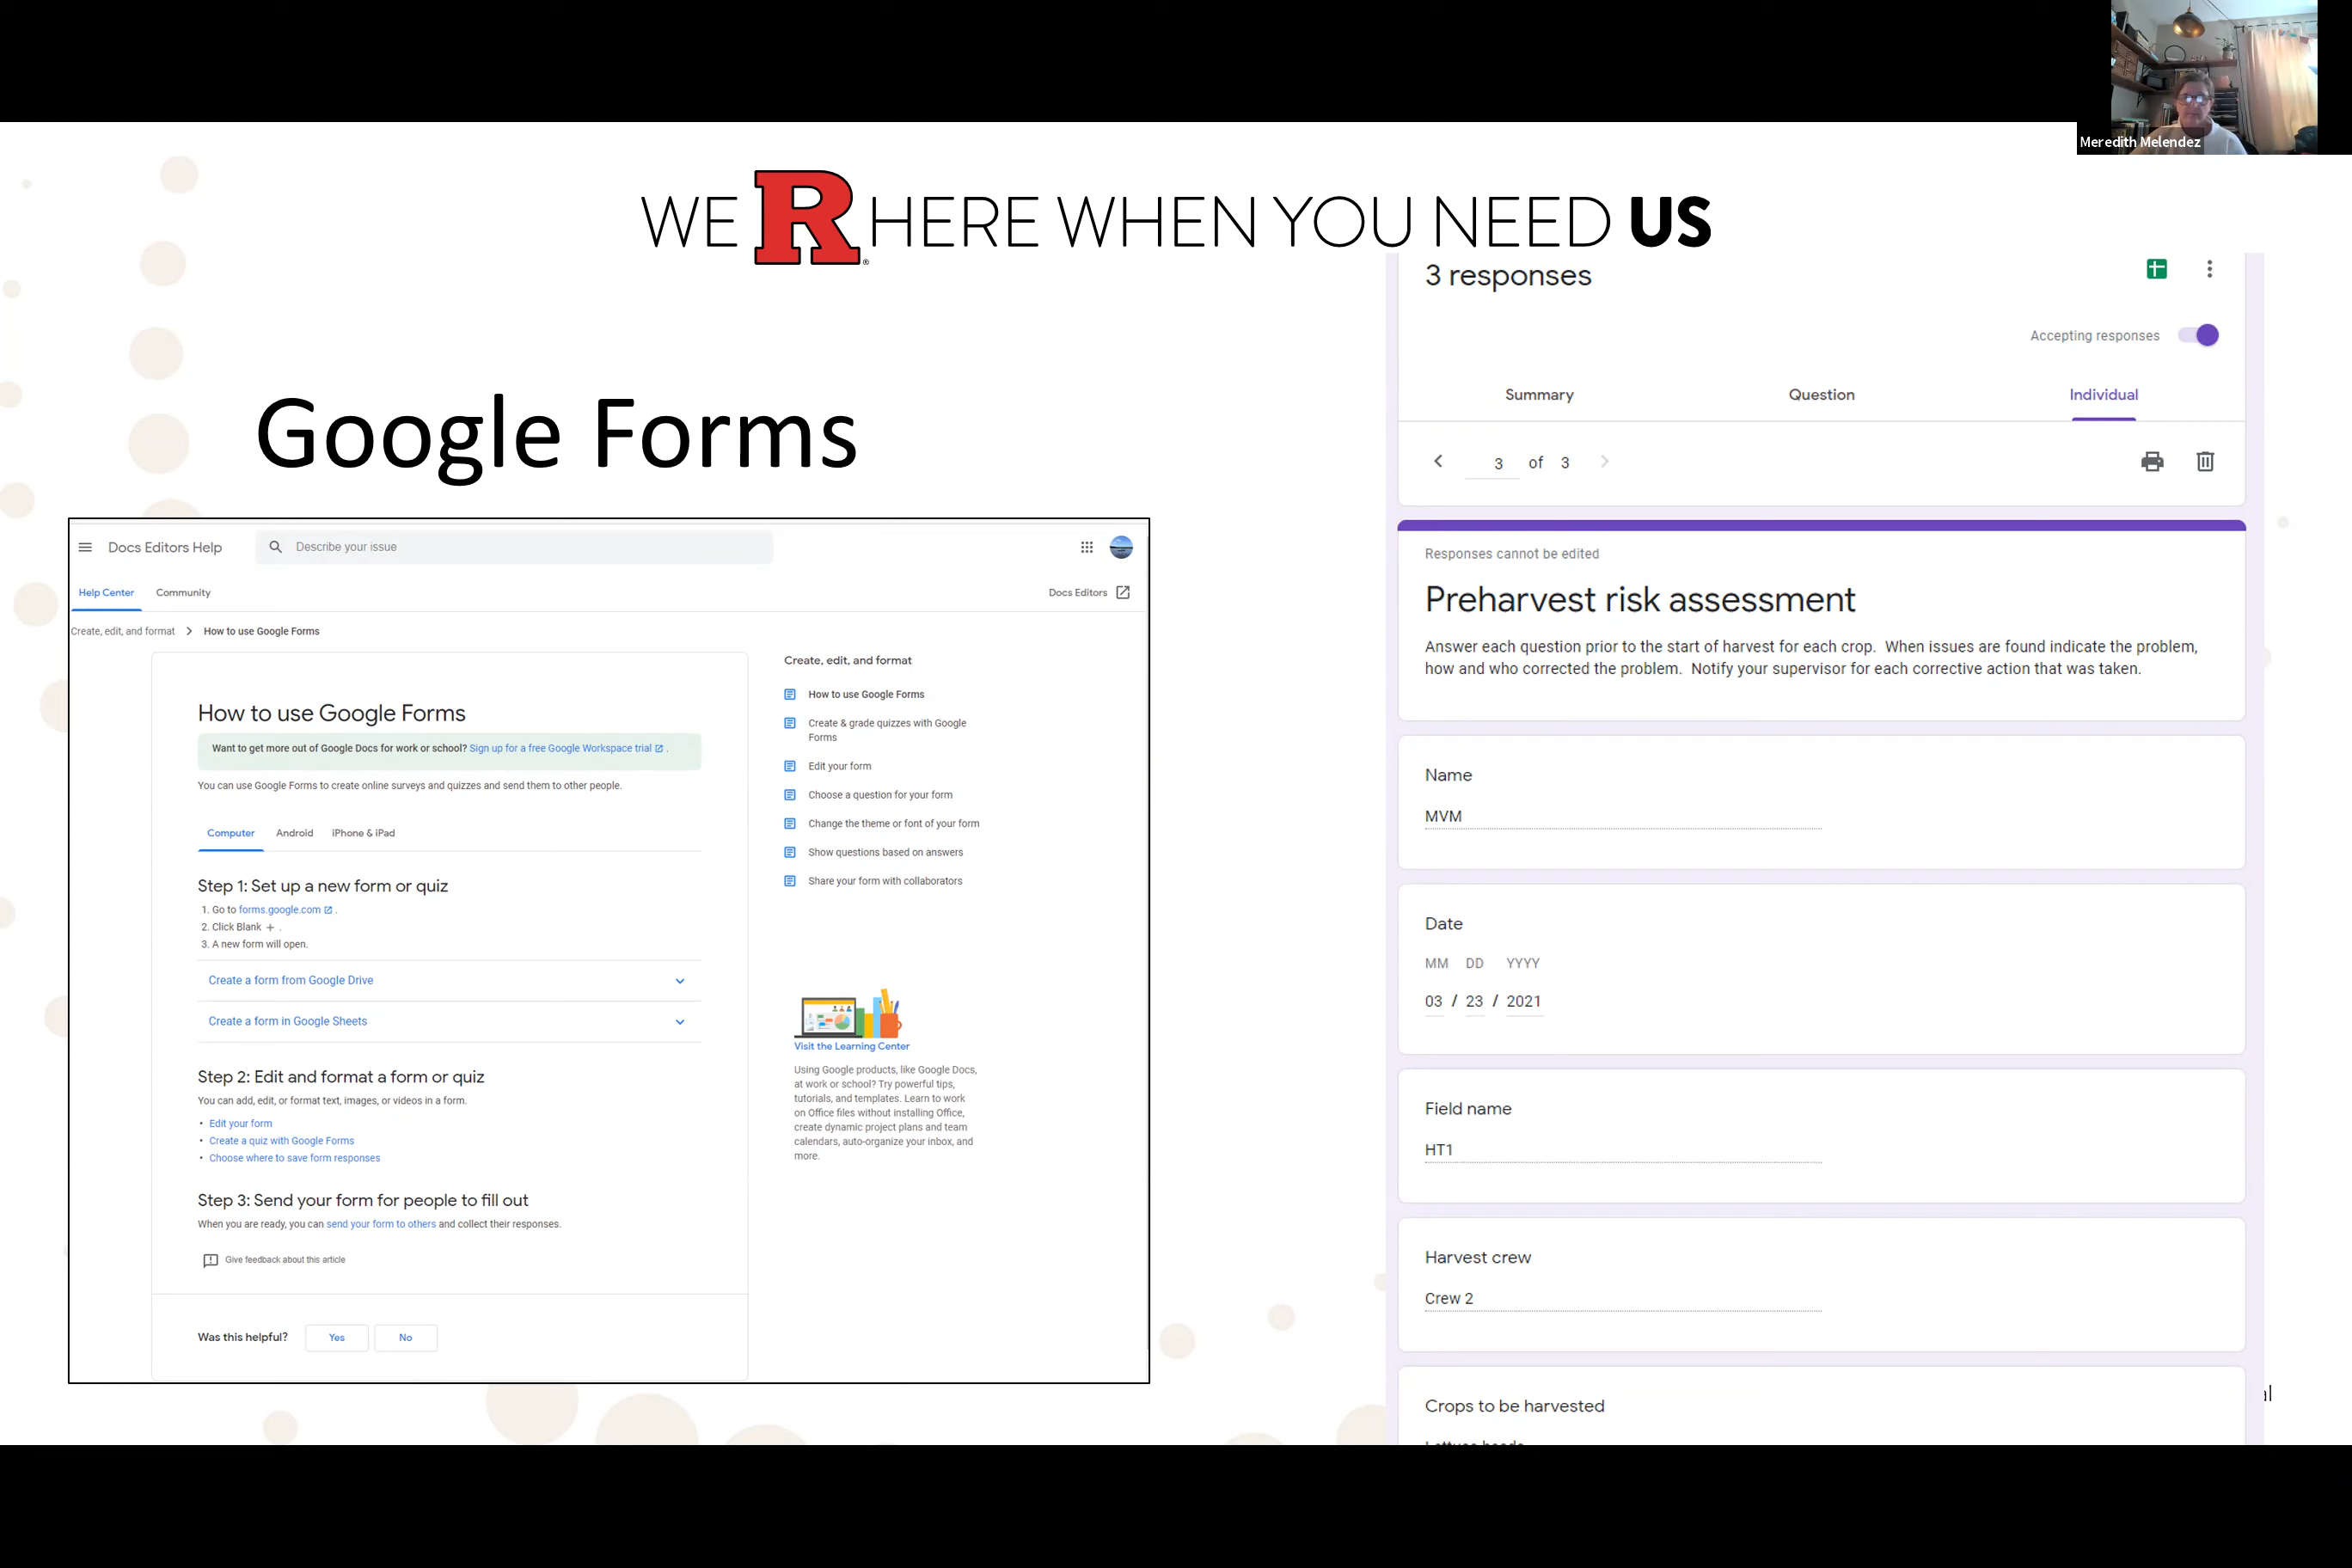 Meredith Melendez
WE R HERE WHEN YOU NEED US
Google Forms
Docs Editors Help
Describe your issue
Help Center
Community
Docs Editors
Create, edit, and format > How to use Google Forms
How to use Google Forms
Want to get more out of Google Docs for work or school? Sign up for a free Google Workspace trial .
You can use Google Forms to create online surveys and quizzes and send them to other people.
Computer
Android
iPhone & iPad
Step 1: Set up a new form or quiz
1. Go to forms.google.com .
2. Click Blank + .
3. A new form will open.
Create a form from Google Drive
Create a form in Google Sheets
Step 2: Edit and format a form or quiz
You can add, edit, or format text, images, or videos in a form.
• Edit your form
• Create a quiz with Google Forms
• Choose where to save form responses
Step 3: Send your form for people to fill out
When you are ready, you can send your form to others and collect their responses.
Give feedback about this article
Was this helpful?
Yes
No
Create, edit, and format
How to use Google Forms
Create & grade quizzes with Google
Forms
Edit your form
Choose a question for your form
Change the theme or font of your form
Show questions based on answers
Share your form with collaborators
Visit the Learning Center
Using Google products, like Google Docs,
at work or school? Try powerful tips,
tutorials, and templates. Learn to work
on Office files without installing Office,
create dynamic project plans and team
calendars, auto-organize your inbox, and
more.
3 responses
Accepting responses
Summary
Question
Individual
3 of 3
Responses cannot be edited
Preharvest risk assessment
Answer each question prior to the start of harvest for each crop. When issues are found indicate the problem,
how and who corrected the problem. Notify your supervisor for each corrective action that was taken.
Name
MVM
Date
MM DD YYYY
03 / 23 / 2021
Field name
HT1
Harvest crew
Crew 2
Crops to be harvested